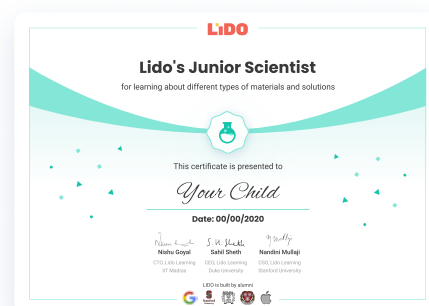 LiDO
Lido's Junior Scientist
for learning about different types of materials and solutions
This certificate is presented to
Your Child
Date: 00/00/2020
Nishu Goyal Sahil Sheth Nandini Mullaji
CTO, Lido Learning CEO, Lido Learning CSO, Lido Learning
IIT Madras Duke University Stanford University
LIDO is built by alumni